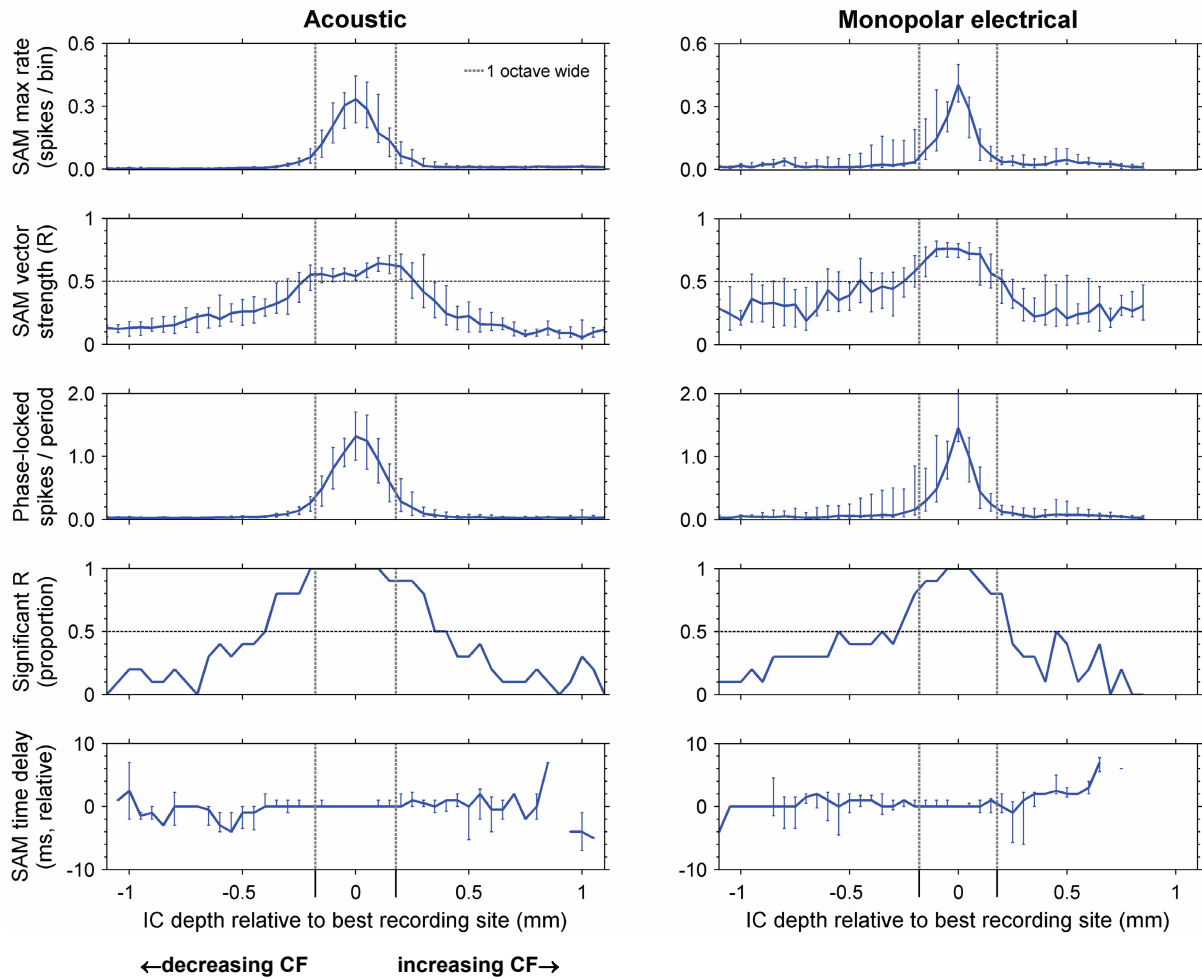 Acoustic
Monopolar electrical
SAM max rate
(spikes / bin)
0.6
0.3
0.0
1 octave wide
0.6
0.3
0.0
SAM vector
strength (R)
1
0.5
0
1
0.5
0
Phase-locked
spikes / period
2.0
1.0
0.0
2.0
1.0
0.0
Significant R
(proportion)
1
0.5
0
1
0.5
0
SAM time delay
(ms, relative)
10
0
-10
10
0
-10
-1 -0.5 0 0.5 1
-1 -0.5 0 0.5 1
IC depth relative to best recording site (mm)
IC depth relative to best recording site (mm)
←decreasing CF increasing CF→